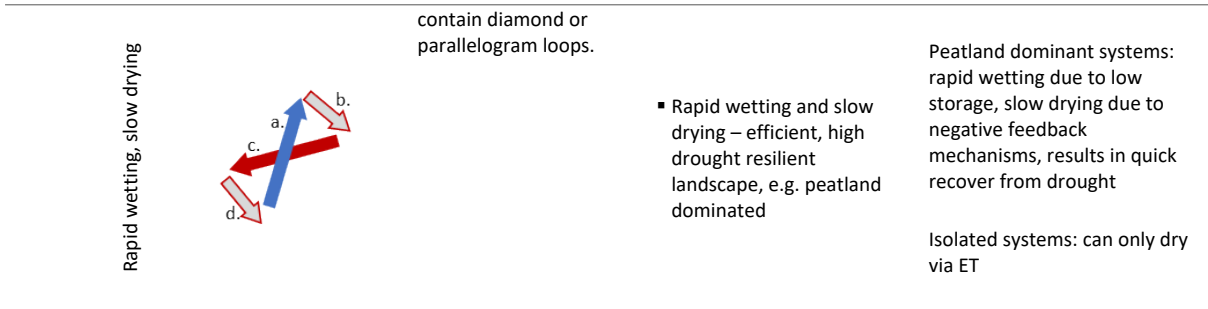 contain diamond or
parallelogram loops.
Rapid wetting, slow drying
a.
b.
c.
d.
▪ Rapid wetting and slow
drying – efficient, high
drought resilient
landscape, e.g. peatland
dominated
Peatland dominant systems:
rapid wetting due to low
storage, slow drying due to
negative feedback
mechanisms, results in quick
recover from drought
Isolated systems: can only dry
via ET